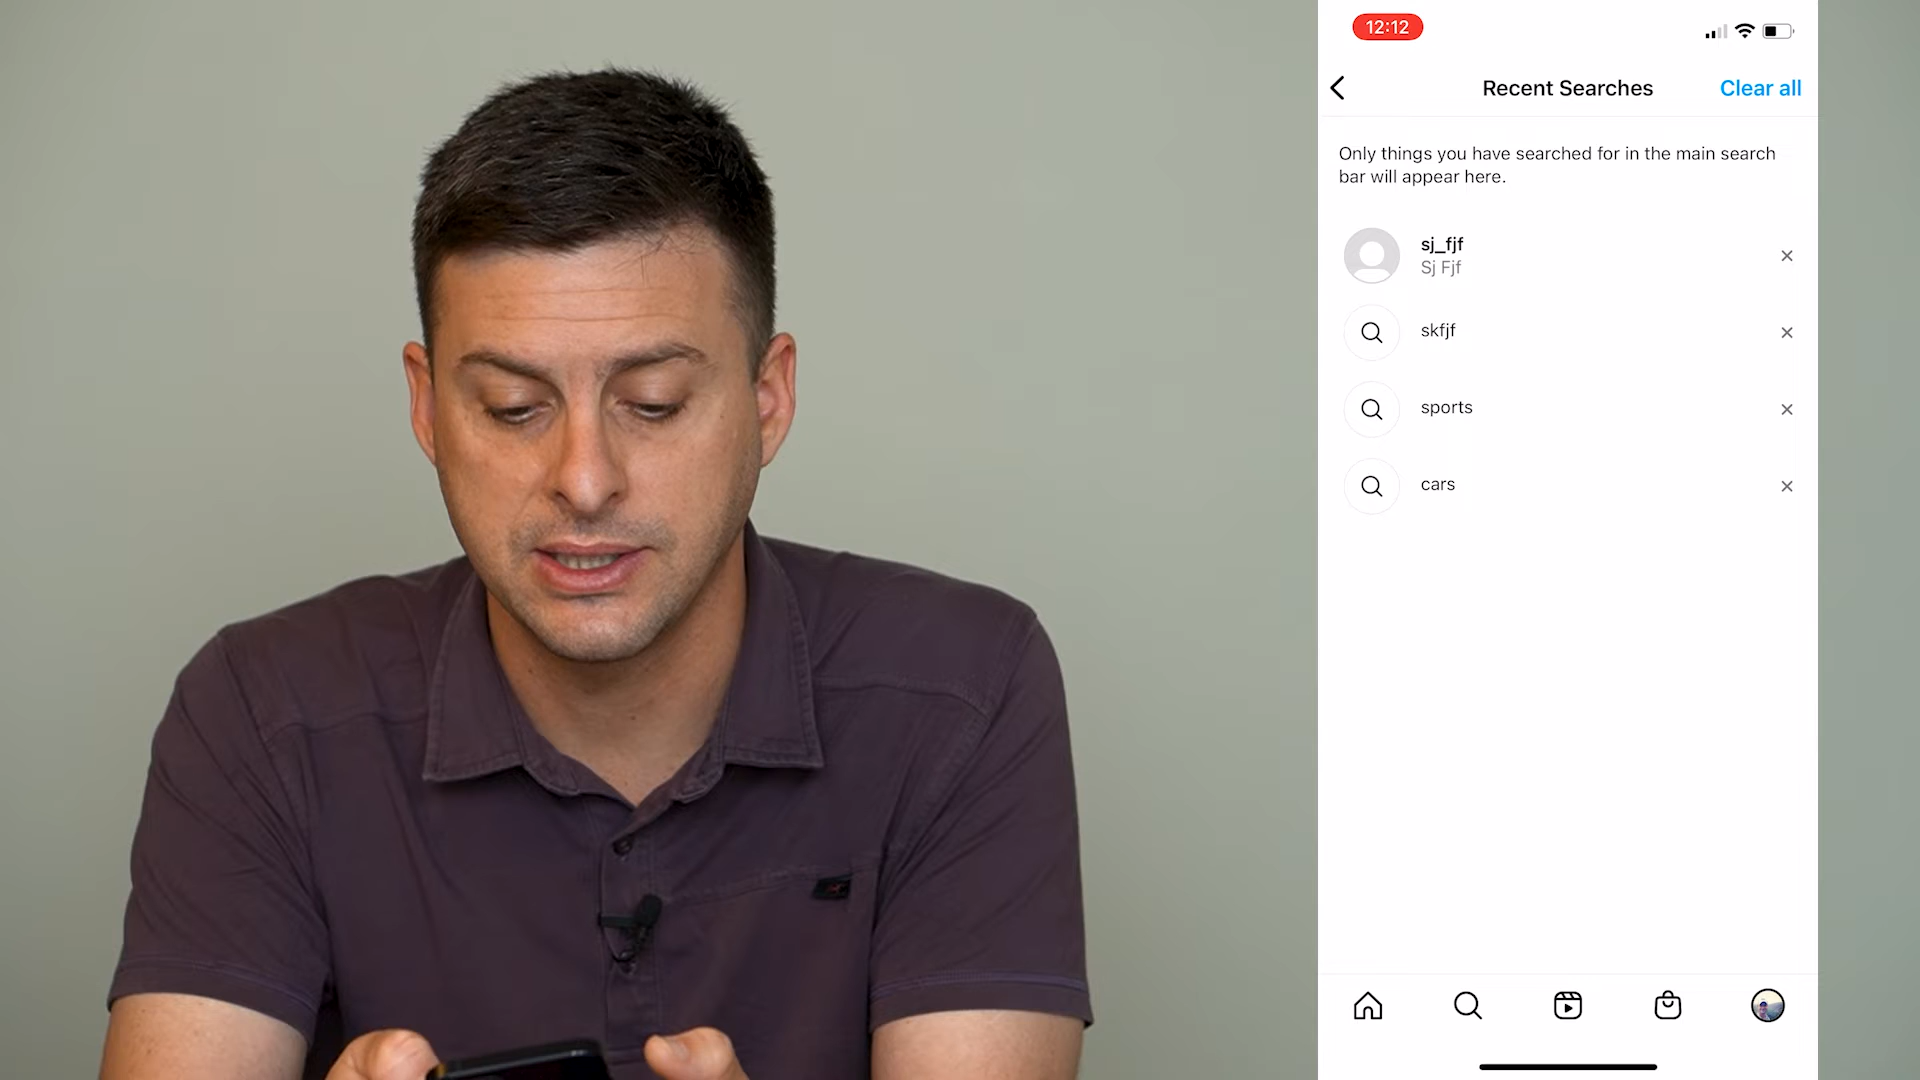 12:12
Recent Searches
Clear all
Only things you have searched for in the main search
bar will appear here.
sj_fjf
Sj Fjf
skfjf
sports
cars